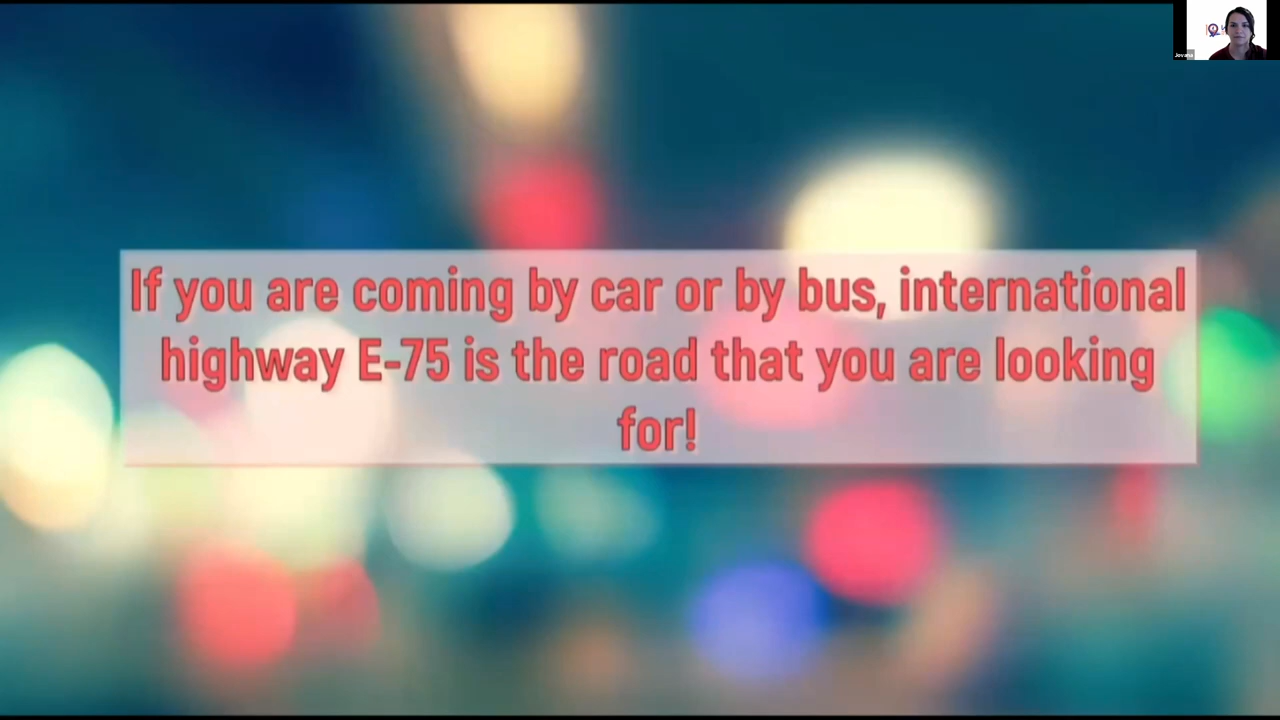 Jovana
If you are coming by car or by bus, international
highway E-75 is the road that you are looking
for!